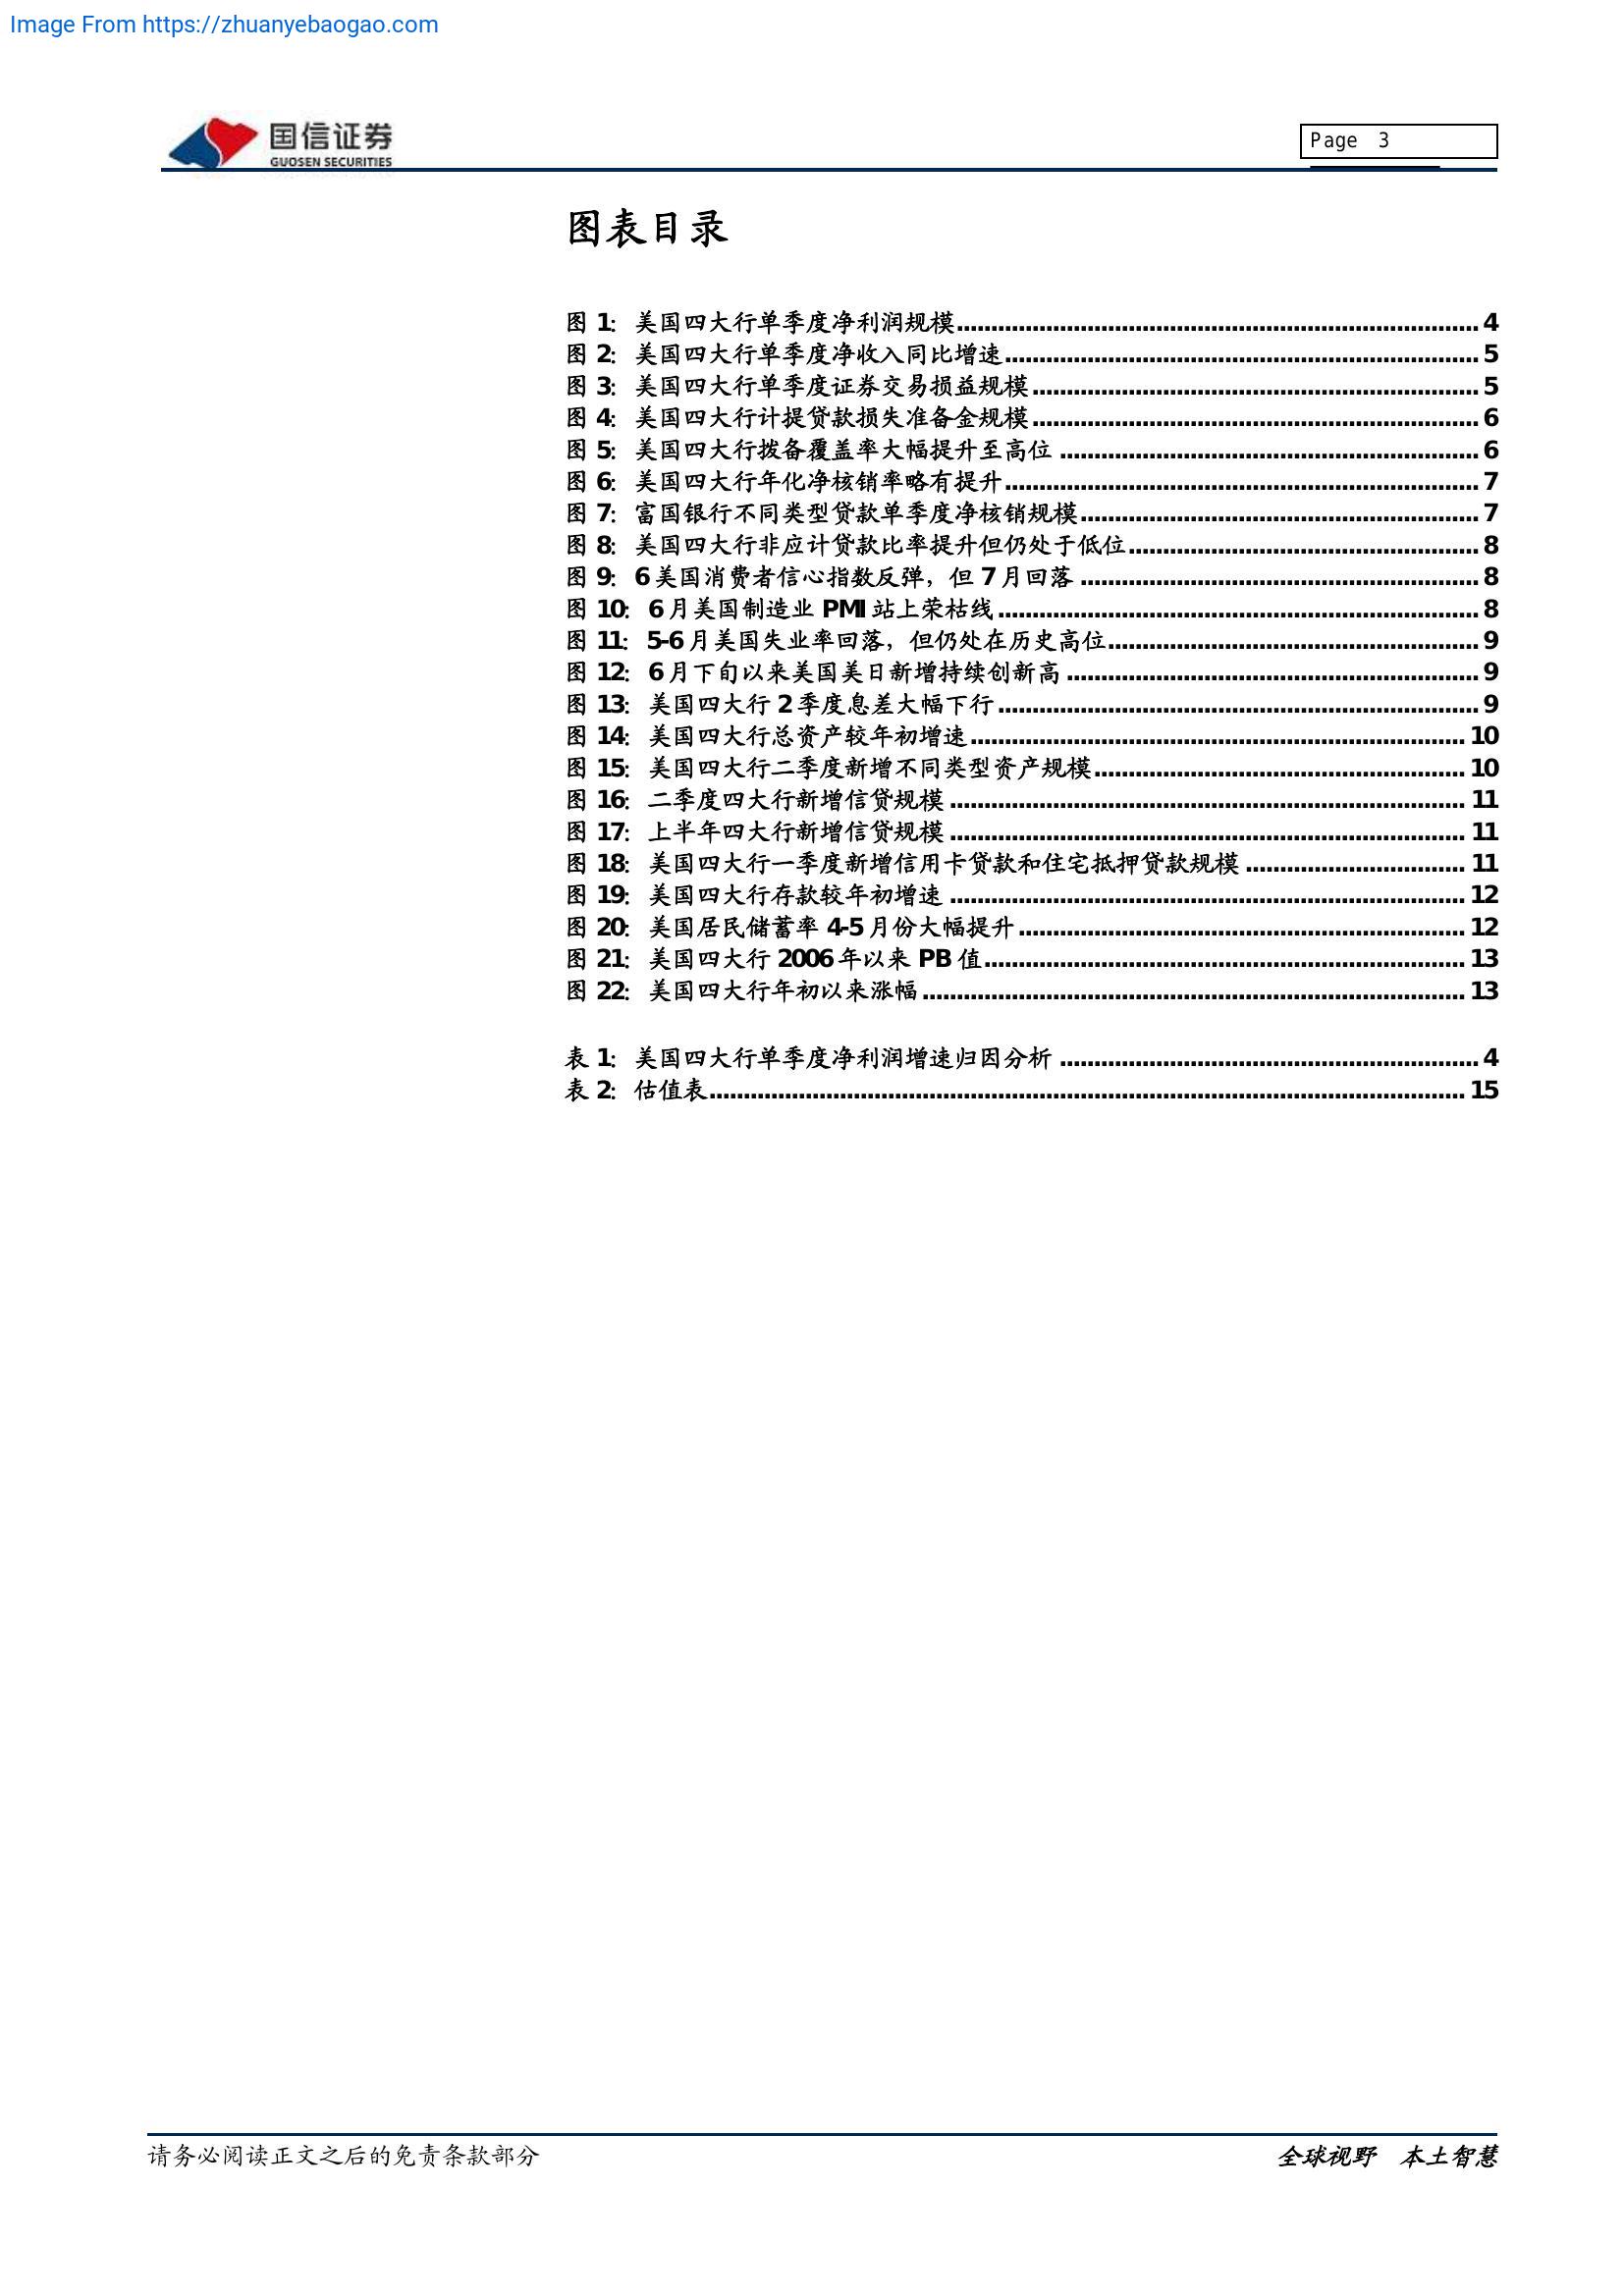 Image From https://zhuanyebaogao.com
国信证券
GUOSEN SECURITIES
Page 3
图表目录
图 1: 美国四大行单季度净利润规模 4
图 2: 美国四大行单季度净收入同比增速 5
图 3: 美国四大行单季度证券交易损益规模 5
图 4: 美国四大行计提贷款损失准备金规模 6
图 5: 美国四大行拨备覆盖率大幅提升至高位 6
图 6: 美国四大行年化净核销率略有提升 7
图 7: 富国银行不同类型贷款单季度净核销规模 7
图 8: 美国四大行非应计贷款比率提升但仍处于低位 8
图 9: 6 美国消费者信心指数反弹，但 7 月回落 8
图 10: 6 月美国制造业 PMI 站上荣枯线 8
图 11: 5-6 月美国失业率回落，但仍处在历史高位 9
图 12: 6 月下旬以来美国美日新增持续创新高 9
图 13: 美国四大行 2 季度息差大幅下行 9
图 14: 美国四大行总资产较年初增速 10
图 15: 美国四大行二季度新增不同类型资产规模 10
图 16: 二季度四大行新增信贷规模 11
图 17: 上半年四大行新增信贷规模 11
图 18: 美国四大行一季度新增信用卡贷款和住宅抵押贷款规模 11
图 19: 美国四大行存款较年初增速 12
图 20: 美国居民储蓄率 4-5 月份大幅提升 12
图 21: 美国四大行 2006 年以来 PB 值 13
图 22: 美国四大行年初以来涨幅 13
表 1: 美国四大行单季度净利润增速归因分析 4
表 2: 估值表 15
请务必阅读正文之后的免责条款部分
全球视野 本土智慧